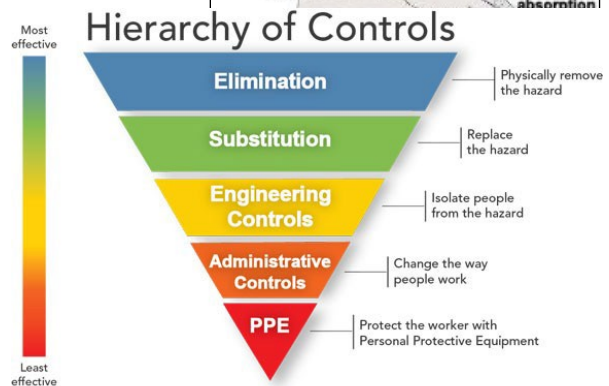 absorption
Hierarchy of Controls
Most
effective
Elimination
Physically remove
the hazard
Substitution
Replace
the hazard
Engineering
Controls
Isolate people
from the hazard
Administrative
Controls
Change the way
people work
PPE
Protect the worker with
Personal Protective Equipment
Least
effective